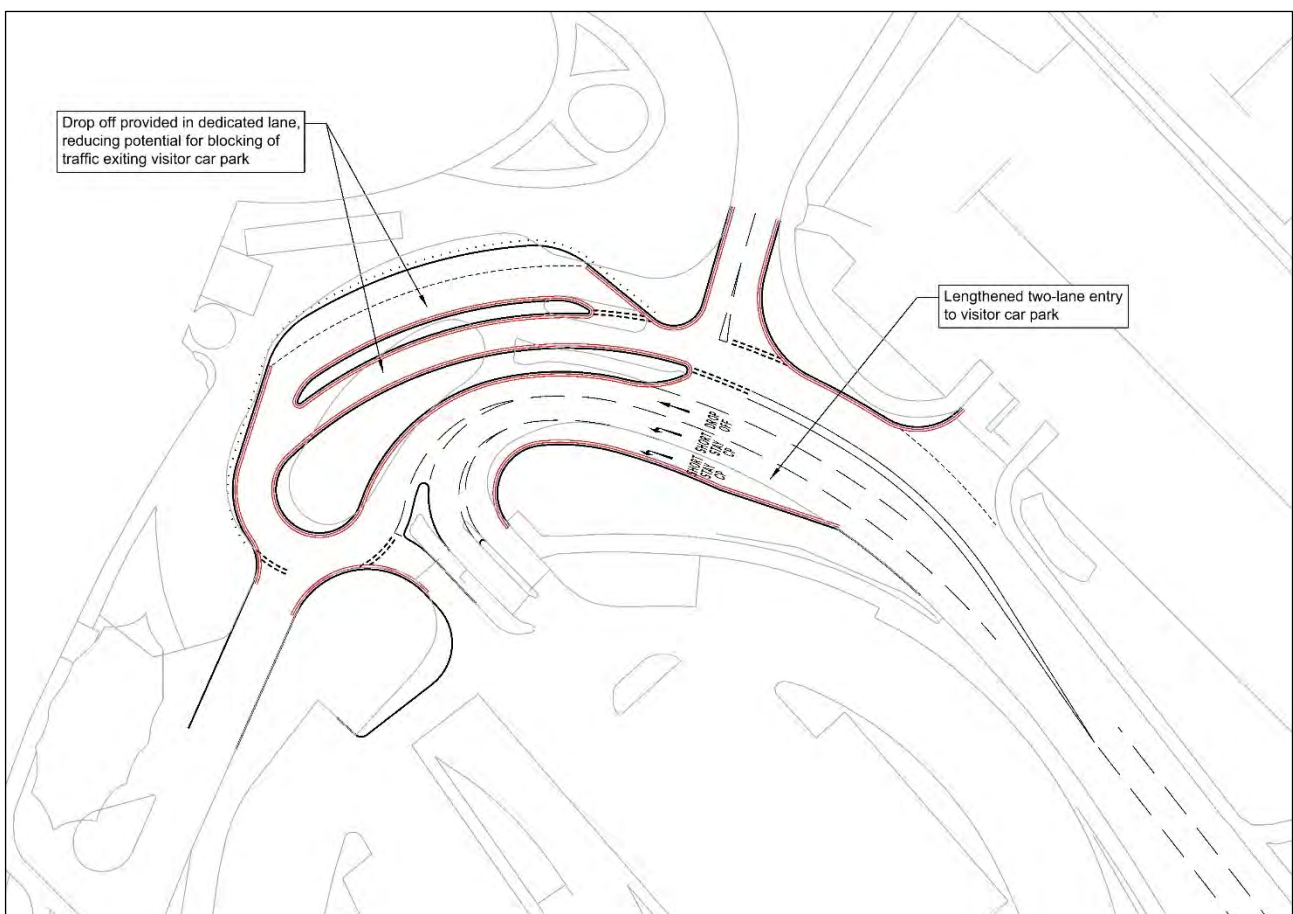 Drop off provided in dedicated lane,
reducing potential for blocking of
traffic exiting visitor car park
Lengthened two-lane entry
to visitor car park
DROP
OFF
SHORT
STAY
CP
SHORT
STAY
CP